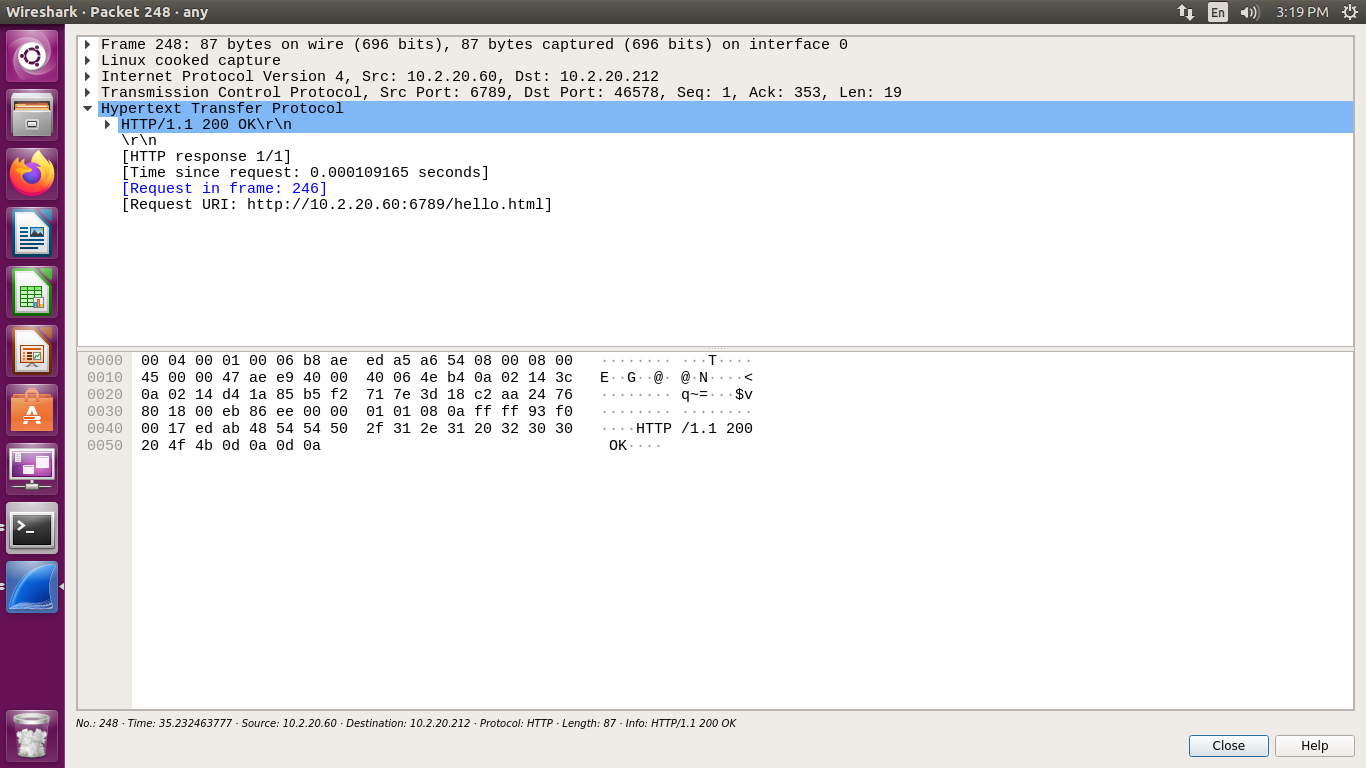 Wireshark · Packet 248 · any
En
3:19 PM
Frame 248: 87 bytes on wire (696 bits), 87 bytes captured (696 bits) on interface 0
Linux cooked capture
Internet Protocol Version 4, Src: 10.2.20.60, Dst: 10.2.20.212
Transmission Control Protocol, Src Port: 6789, Dst Port: 46578, Seq: 1, Ack: 353, Len: 19
Hypertext Transfer Protocol
HTTP/1.1 200 OK\r\n
\r\n
[HTTP response 1/1]
[Time since request: 0.000109165 seconds]
[Request in frame: 246]
[Request URI: http://10.2.20.60:6789/hello.html]
0000 00 04 00 01 00 06 b8 ae ed a5 a6 54 08 00 08 00 ········ ···T····
0010 45 00 00 47 ae e9 40 00 40 06 4e b4 0a 02 14 3c E··G··@· @·N····<
0020 0a 02 14 d4 1a 85 b5 f2 71 7e 3d 18 c2 aa 24 76 ········ q~=···$v
0030 80 18 00 eb 86 ee 00 00 01 01 08 0a ff ff 93 f0 ········ ········
0040 00 17 ed ab 48 54 54 50 2f 31 2e 31 20 32 30 30 ····HTTP /1.1 200
0050 20 4f 4b 0d 0a 0d 0a OK····
No.: 248 · Time: 35.232463777 · Source: 10.2.20.60 · Destination: 10.2.20.212 · Protocol: HTTP · Length: 87 · Info: HTTP/1.1 200 OK
Close
Help